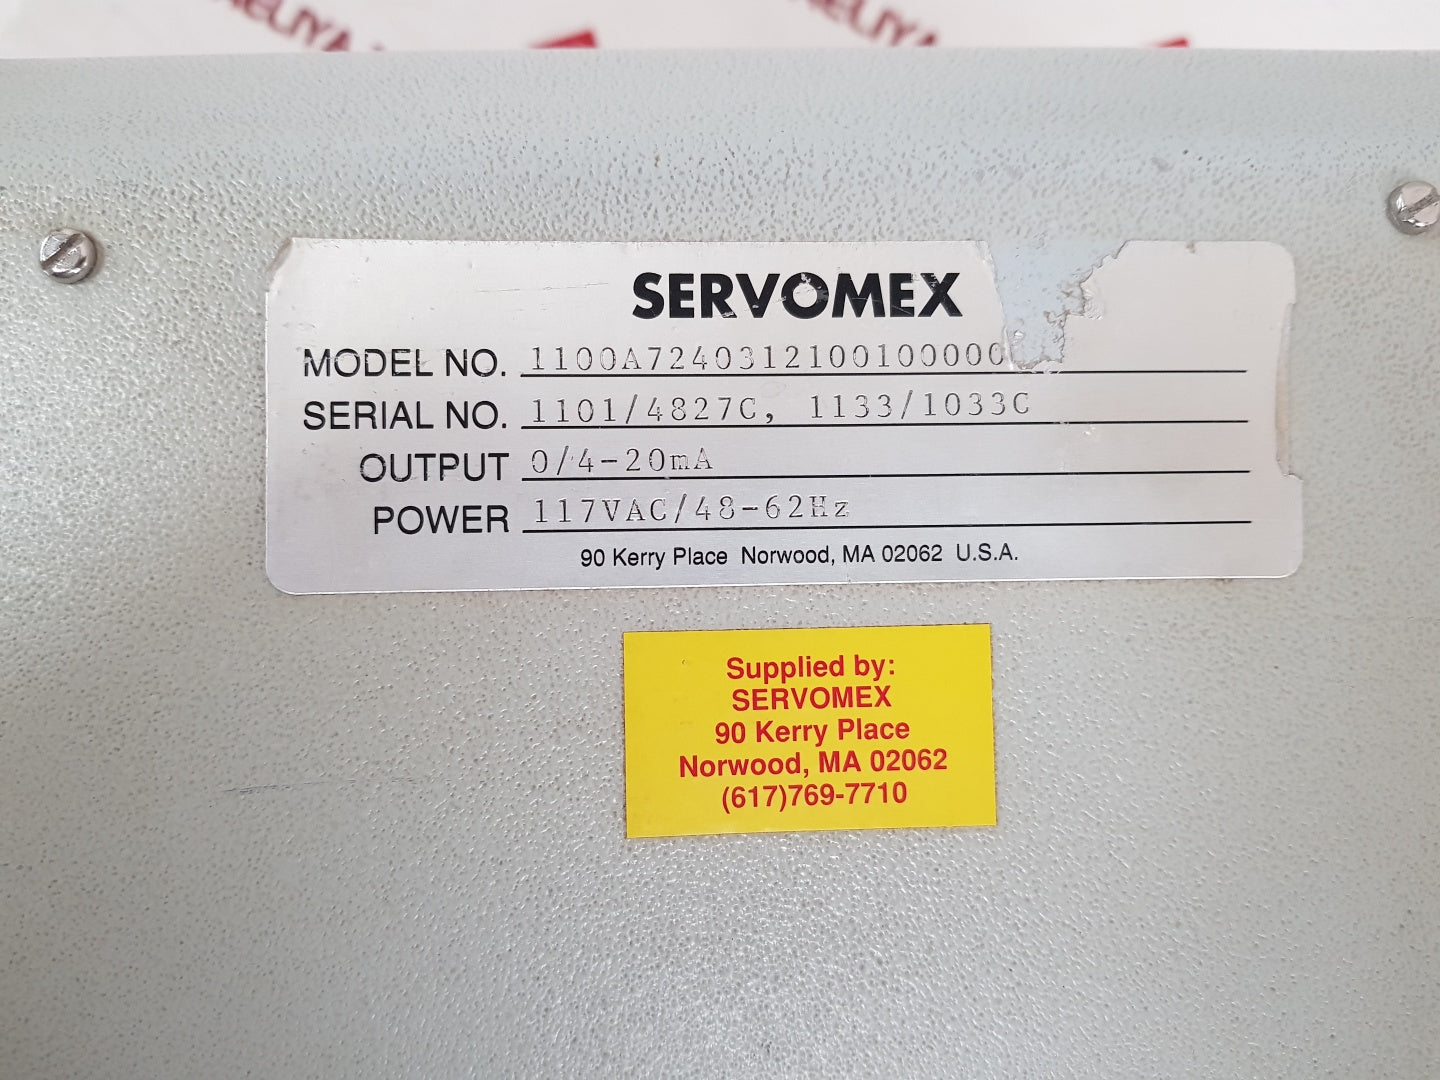 SERVOMEX
MODEL NO. 1100A7240312100100000
SERIAL NO. 1101/4827C, 1133/1033C
OUTPUT 0/4-20mA
POWER 117VAC/48-62Hz
90 Kerry Place Norwood, MA 02062 U.S.A.
Supplied by:
SERVOMEX
90 Kerry Place
Norwood, MA 02062
(617)769-7710